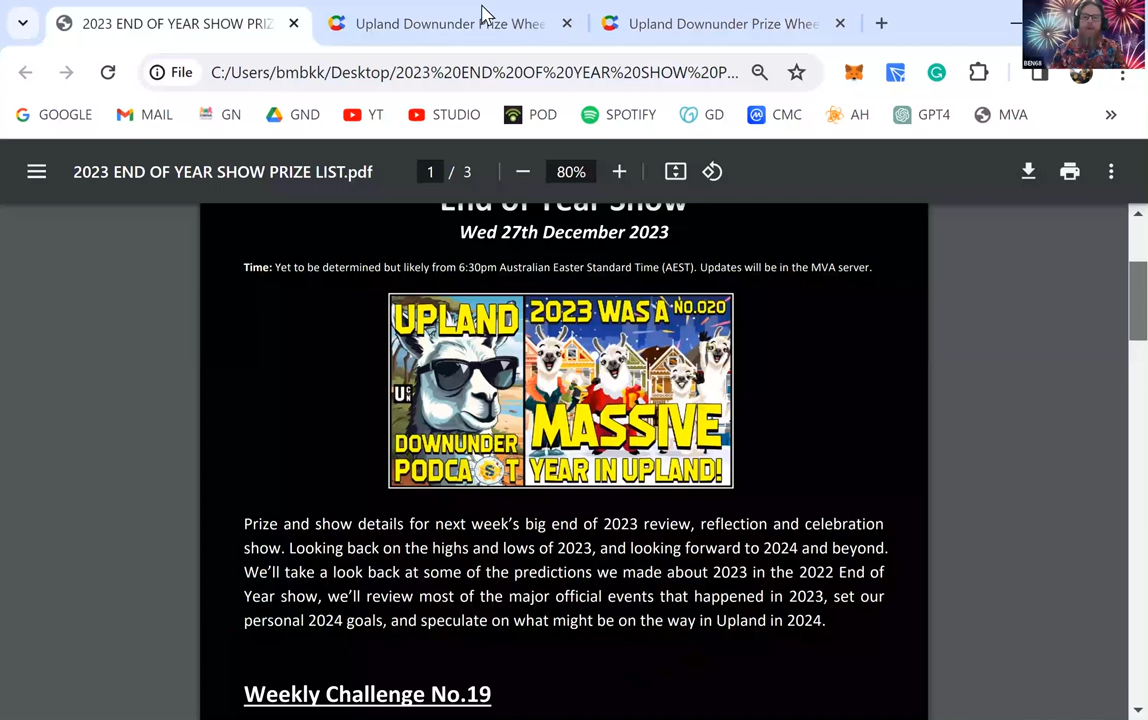 2023 END OF YEAR SHOW PRIZ
Upland Downunder Prize Whee
Upland Downunder Prize Whee
File
C:/Users/bmbkk/Desktop/2023%20END%20OF%20YEAR%20SHOW%20P...
GOOGLE
MAIL
GN
GND
YT
STUDIO
POD
SPOTIFY
GD
CMC
AH
GPT4
MVA
BEN68
2023 END OF YEAR SHOW PRIZE LIST.pdf
1 / 3
80%
End of Year Show
Wed 27th December 2023
Time: Yet to be determined but likely from 6:30pm Australian Easter Standard Time (AEST). Updates will be in the MVA server.
UPLAND
DOWNUNDER
PODCAST
2023 WAS A NO.020
MASSIVE
YEAR IN UPLAND!
Prize and show details for next week's big end of 2023 review, reflection and celebration
show. Looking back on the highs and lows of 2023, and looking forward to 2024 and beyond.
We'll take a look back at some of the predictions we made about 2023 in the 2022 End of
Year show, we'll review most of the major official events that happened in 2023, set our
personal 2024 goals, and speculate on what might be on the way in Upland in 2024.
Weekly Challenge No.19